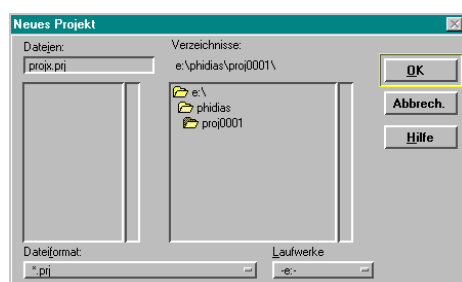 Neues Projekt
Dateien:
projx.prj
Verzeichnisse:
e:\phidias\proj0001\
e:\
phidias
proj0001
OK
Abbrech.
Hilfe
Dateiformat:
*.prj
Laufwerke
-e:-